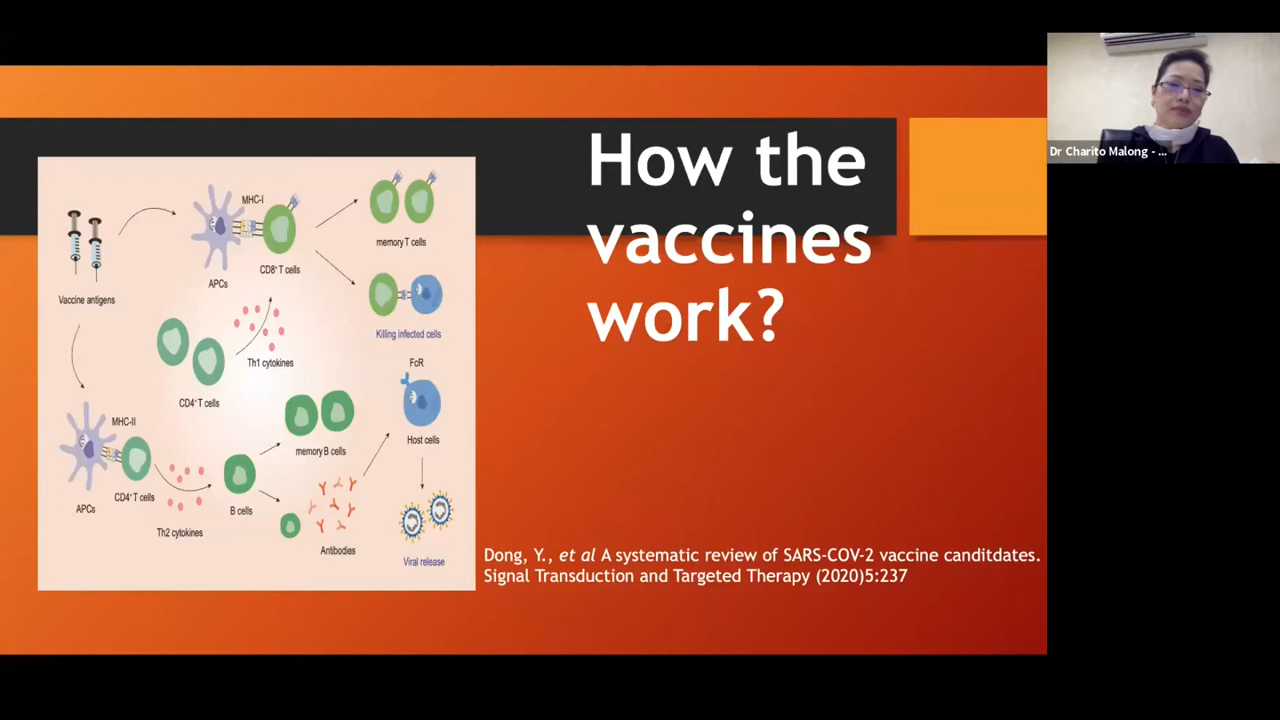 How the
vaccines
work?
Dr Charito Malong - ...
MHC-I
memory T cells
CD8+ T cells
APCs
Vaccine antigens
Killing infected cells
Th1 cytokines
FcR
CD4+ T cells
MHC-II
Host cells
memory B cells
CD4+ T cells
APCs
B cells
Th2 cytokines
Antibodies
Viral release
Dong, Y., et al A systematic review of SARS-COV-2 vaccine canditdates.
Signal Transduction and Targeted Therapy (2020)5:237